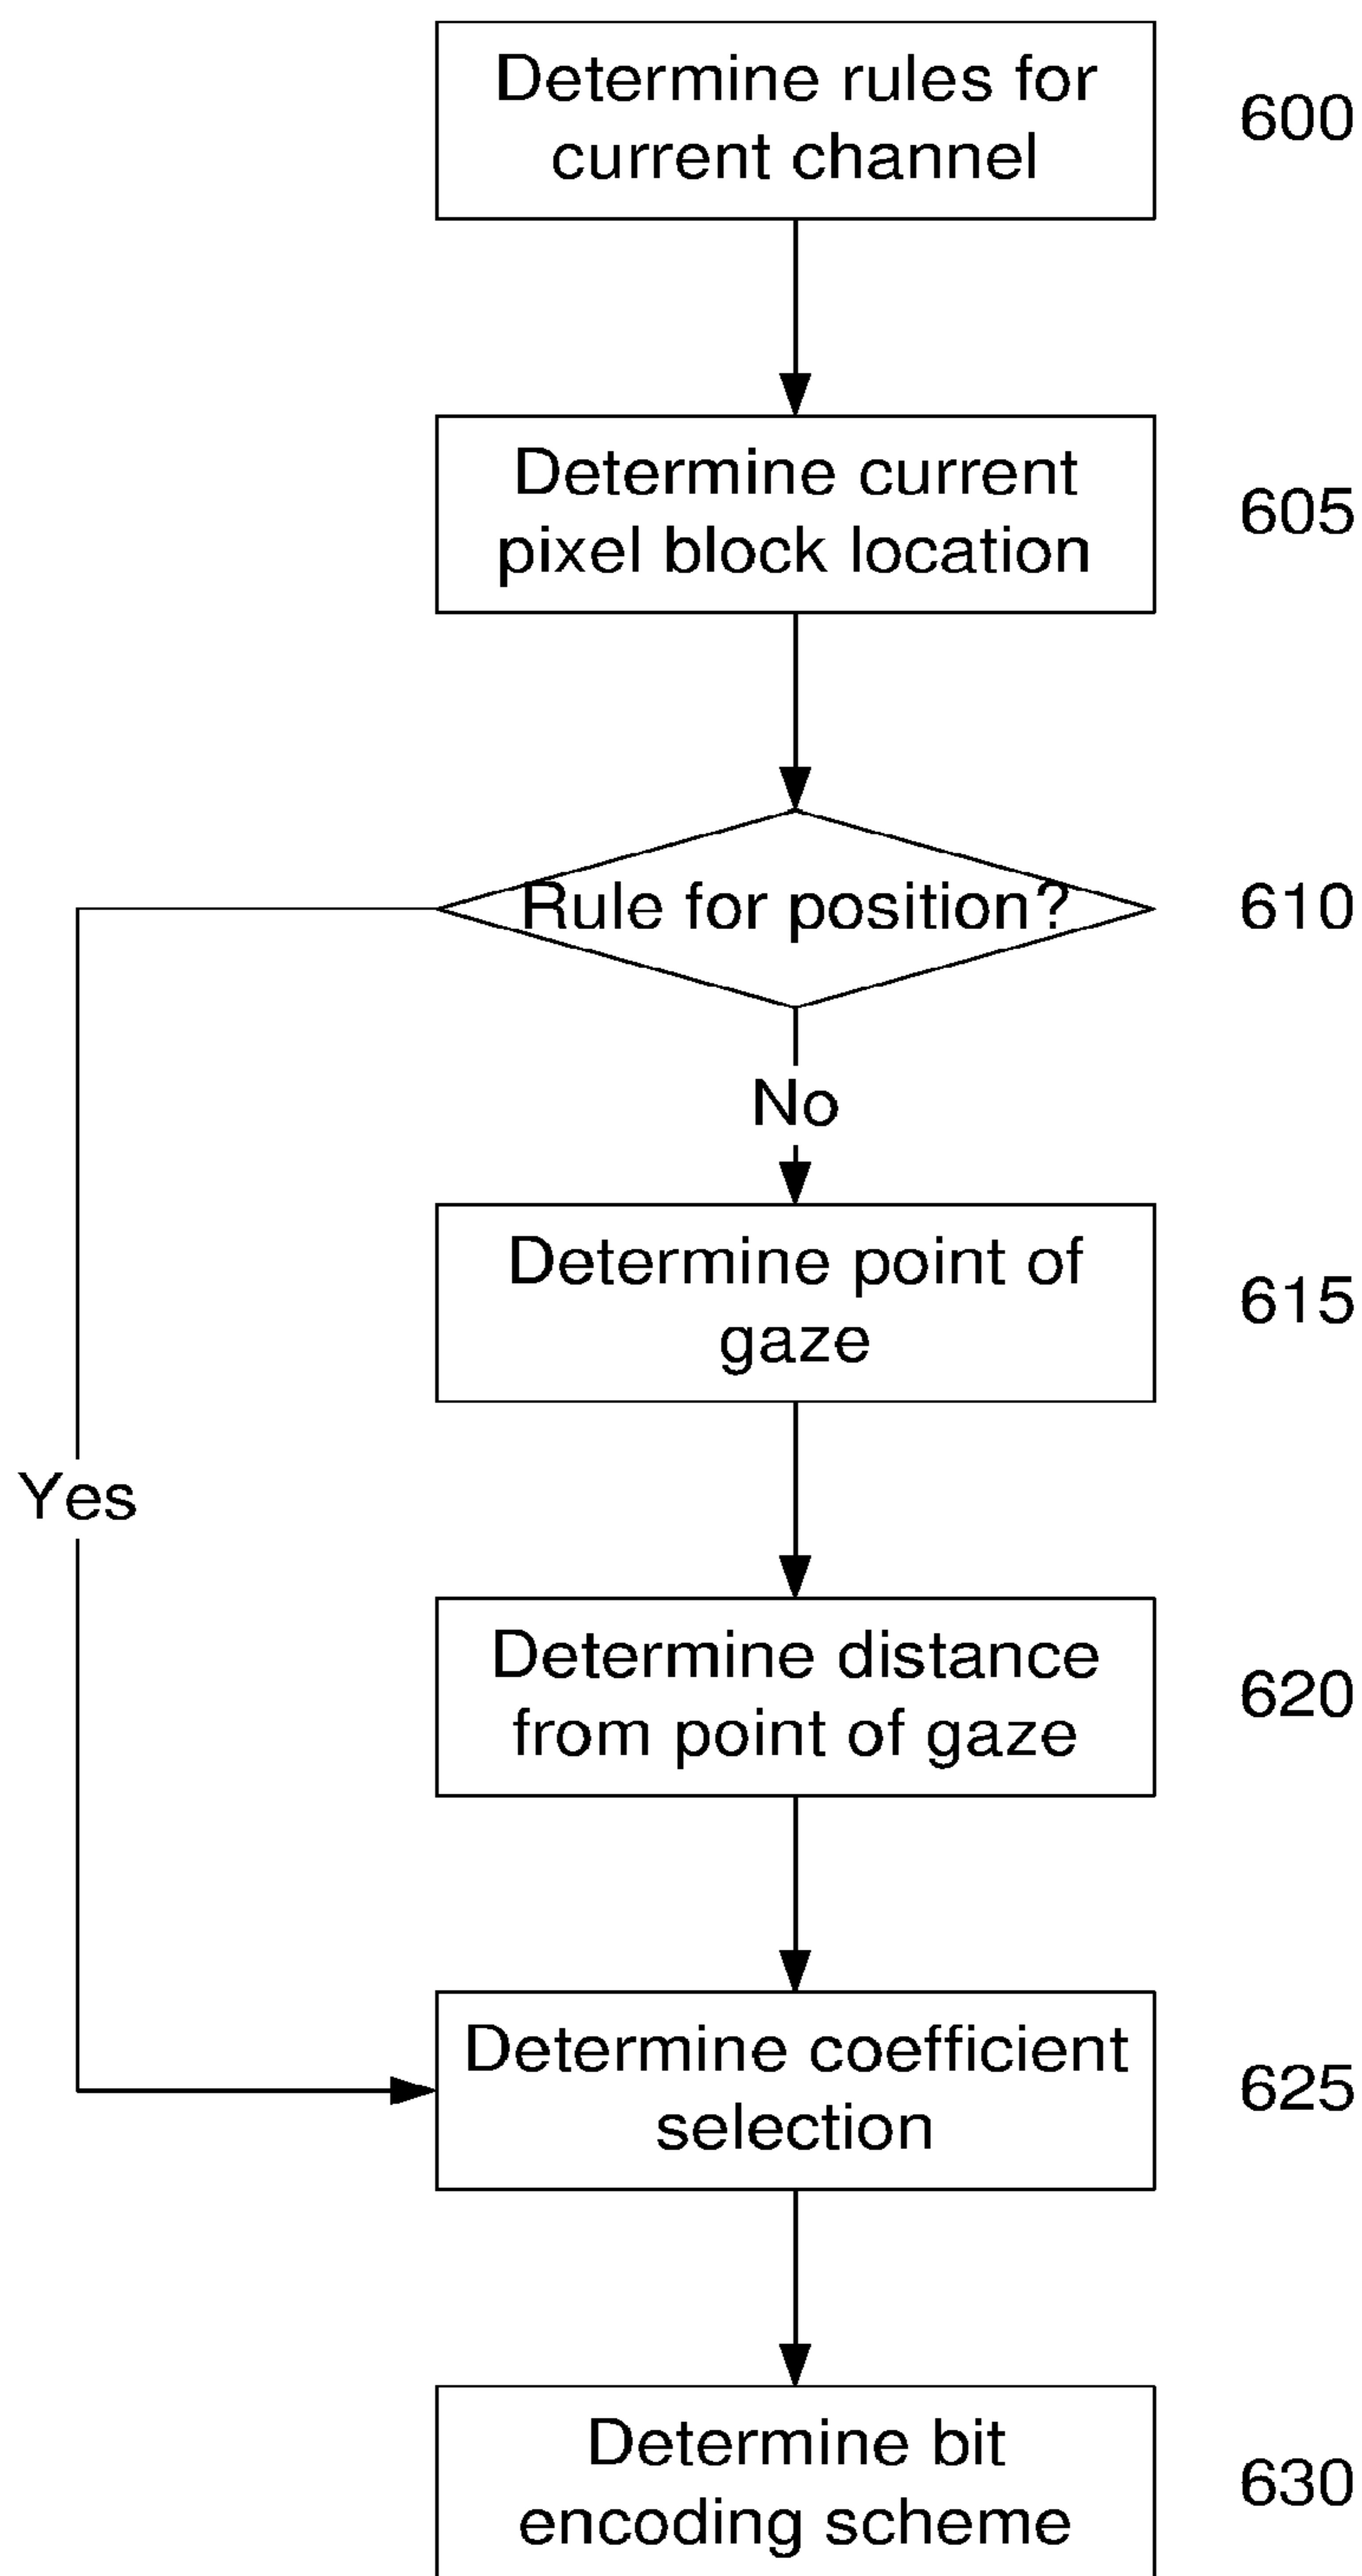 Determine rules for
current channel
600
Determine current
pixel block location
605
Rule for position?
610
No
Determine point of
gaze
615
Yes
Determine distance
from point of gaze
620
Determine coefficient
selection
625
Determine bit
encoding scheme
630